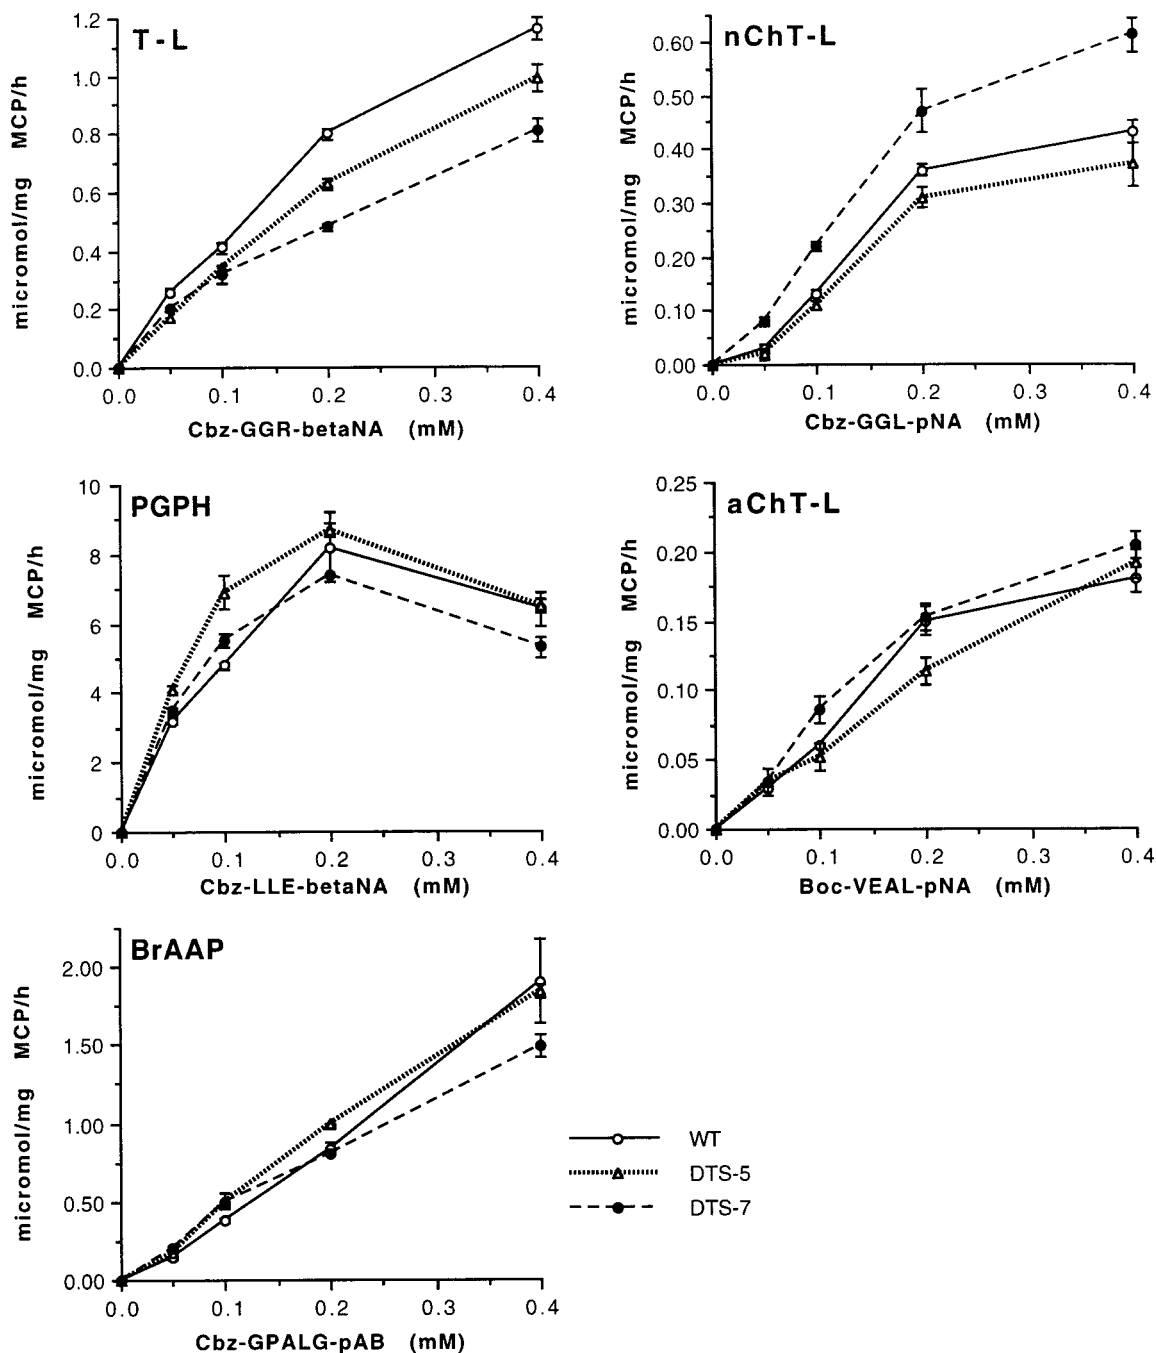 T-L
micromol/mg MCP/h
1.2
1.0
0.8
0.6
0.4
0.2
0.0
0.0 0.1 0.2 0.3 0.4
Cbz-GGR-betaNA (mM)
nChT-L
micromol/mg MCP/h
0.60
0.50
0.40
0.30
0.20
0.10
0.00
0.0 0.1 0.2 0.3 0.4
Cbz-GGL-pNA (mM)
PGPH
micromol/mg MCP/h
10
8
6
4
2
0
0.0 0.1 0.2 0.3 0.4
Cbz-LLE-betaNA (mM)
aChT-L
micromol/mg MCP/h
0.25
0.20
0.15
0.10
0.05
0.00
0.0 0.1 0.2 0.3 0.4
Boc-VEAL-pNA (mM)
BrAAP
micromol/mg MCP/h
2.00
1.50
1.00
0.50
0.00
0.0 0.1 0.2 0.3 0.4
Cbz-GPALG-pAB (mM)
WT
DTS-5
DTS-7